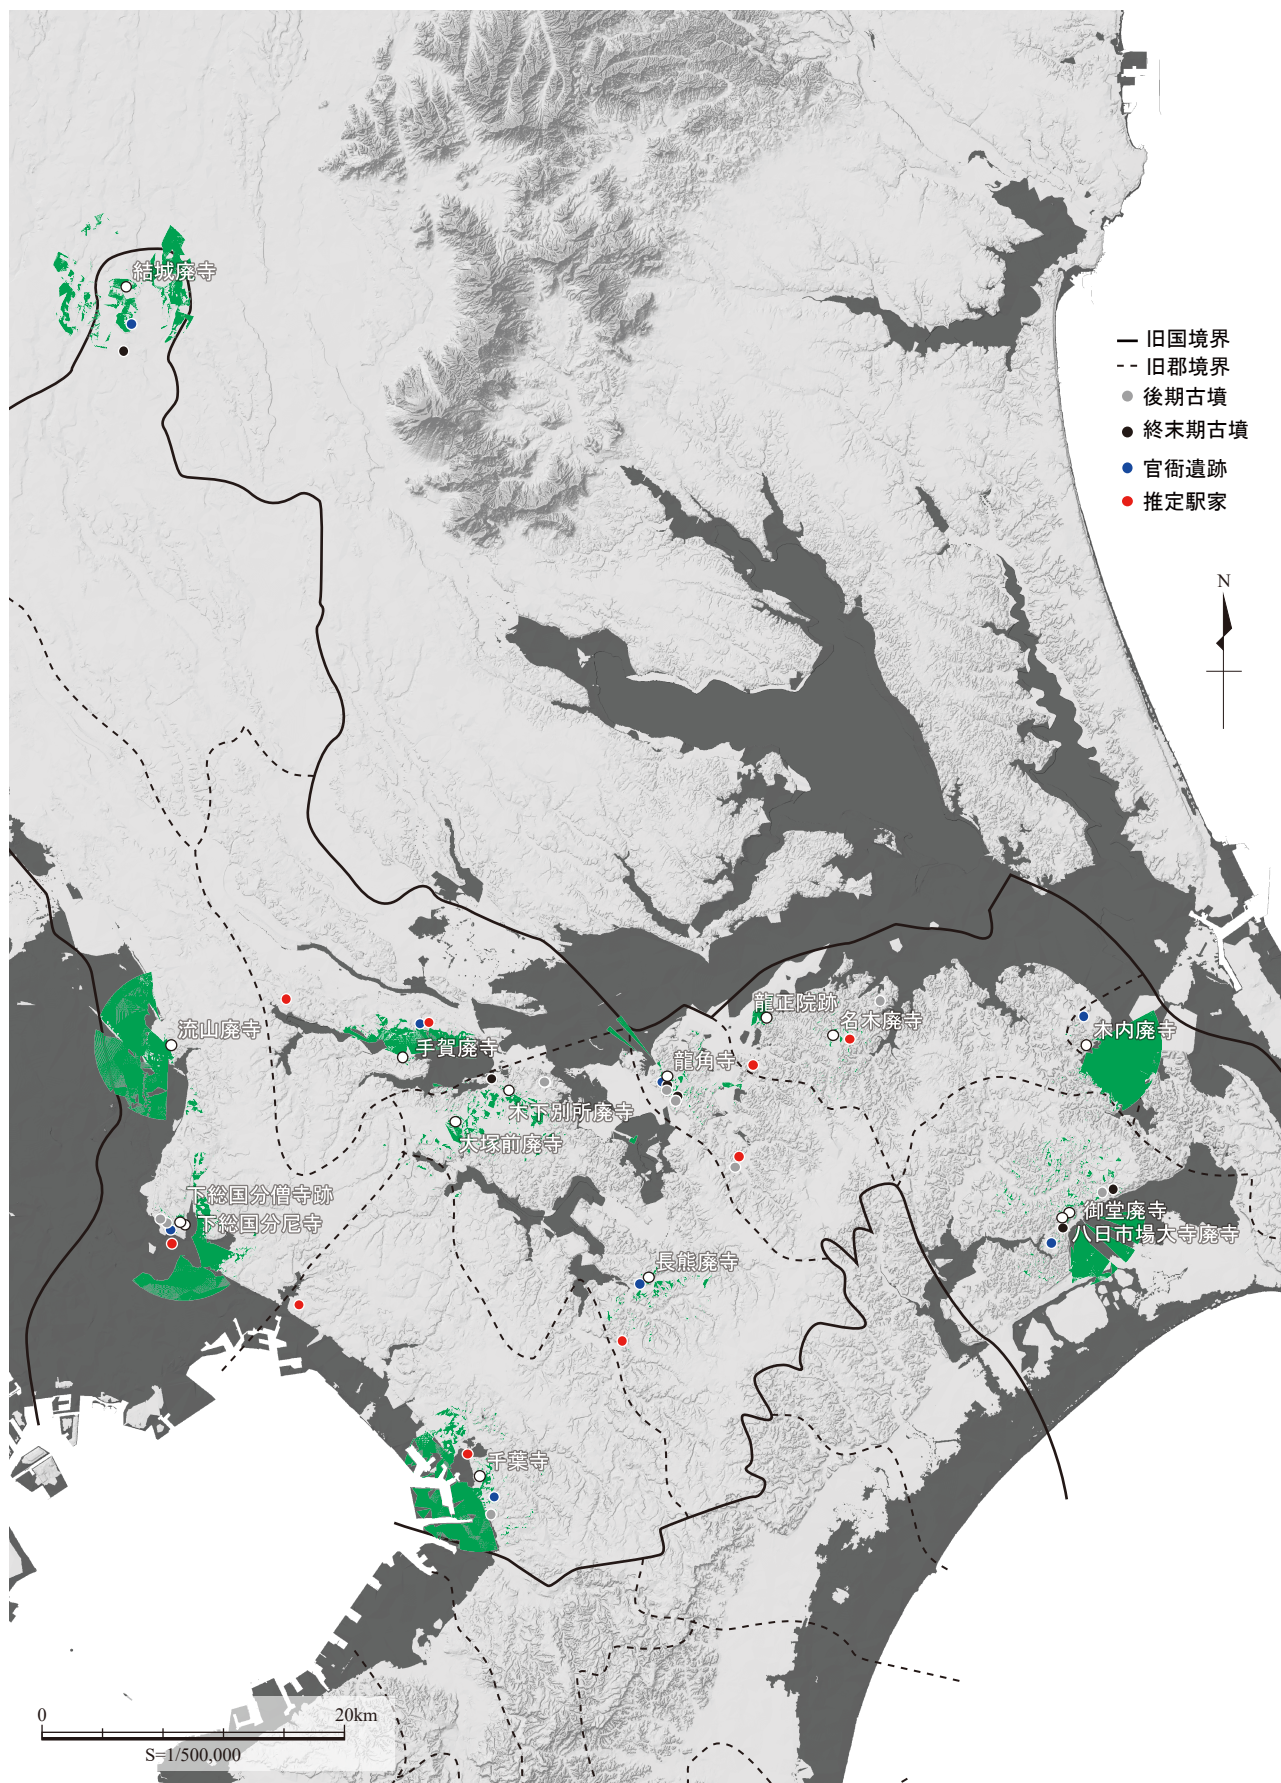 結城廃寺
旧国境界
旧郡境界
後期古墳
終末期古墳
官衙遺跡
推定駅家
N
龍正院跡
名木廃寺
流山廃寺
手賀廃寺
木内廃寺
龍角寺
木下別所廃寺
大塚前廃寺
下総国分僧寺跡
下総国分尼寺
御堂廃寺
八日市場大寺廃寺
長熊廃寺
千葉寺
0 20km
S=1/500,000